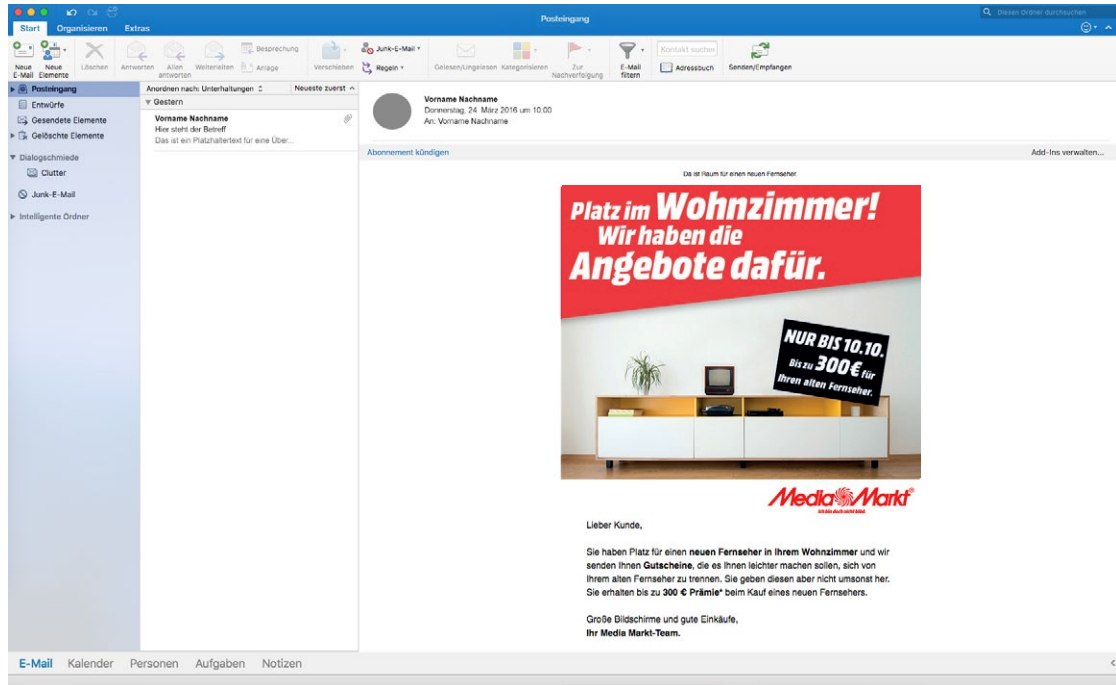 Posteingang
Diesen Ordner durchsuchen
Start Organisieren Extras
Neue E-Mail
Neue Elemente
Löschen
Antworten
Allen antworten
Weiterleiten
Besprechung
Anlage
Verschieben
Junk-E-Mail
Regeln
Gelesen/Ungelesen
Kategorisieren
Zur Nachverfolgung
E-Mail filtern
Kontakt suchen
Adressbuch
Senden/Empfangen
Posteingang
Entwürfe
Gesendete Elemente
Gelöschte Elemente
Dialogschmiede
Clutter
Junk-E-Mail
Intelligente Ordner
Anordnen nach: Unterhaltungen Neueste zuerst
Gestern
Vorname Nachname
Hier steht der Betreff
Das ist ein Platzhaltertext für eine Über...
Vorname Nachname
Donnerstag, 24. März 2016 um 10:00
An: Vorname Nachname
Abonnement kündigen
Add-Ins verwalten...
Da ist Raum für einen neuen Fernseher.
Platz im Wohnzimmer!
Wir haben die
Angebote dafür.
NUR BIS 10.10.
Bis zu 300€ für
Ihren alten Fernseher.
Media Markt®
Ich bin doch nicht blöd.
Lieber Kunde,
Sie haben Platz für einen neuen Fernseher in Ihrem Wohnzimmer und wir
senden Ihnen Gutscheine, die es Ihnen leichter machen sollen, sich von
Ihrem alten Fernseher zu trennen. Sie geben diesen aber nicht umsonst her.
Sie erhalten bis zu 300 € Prämie* beim Kauf eines neuen Fernsehers.
Große Bildschirme und gute Einkäufe,
Ihr Media Markt-Team.
E-Mail Kalender Personen Aufgaben Notizen